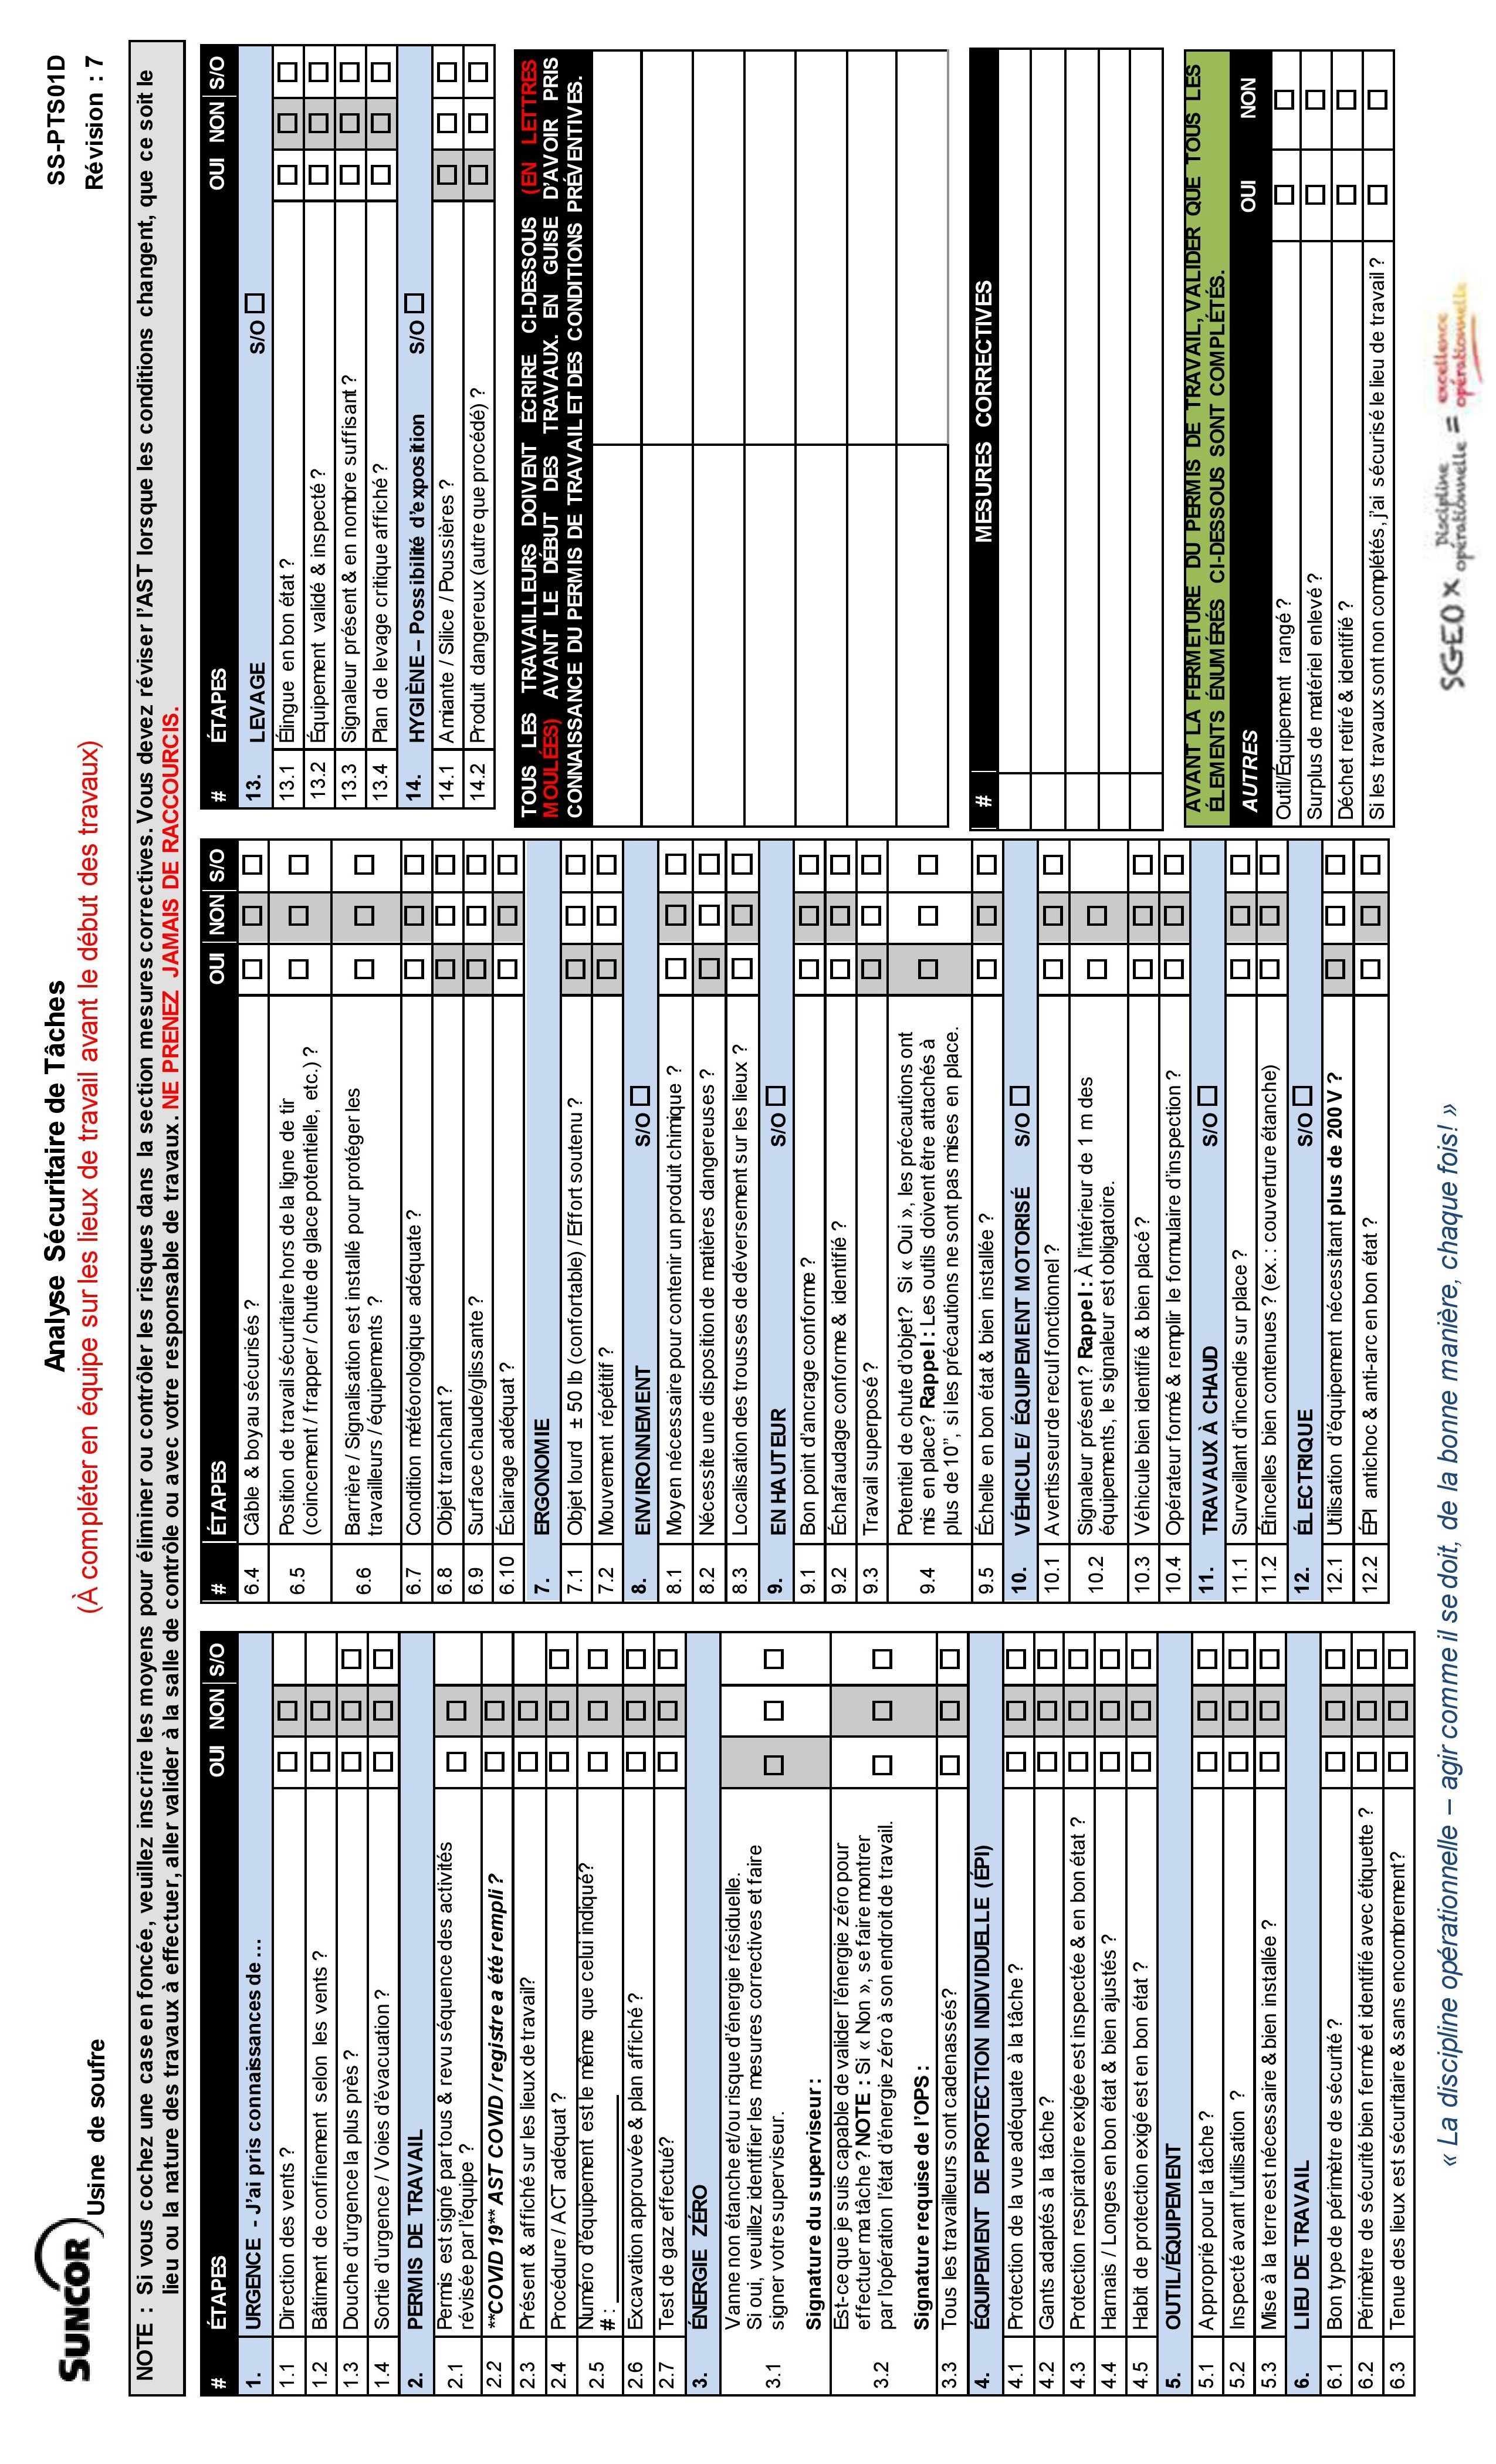 SUNCOR
Usine de soufre
Analyse Sécuritaire de Tâches
(À compléter en équipe sur les lieux de travail avant le début des travaux)
SS-PTS01D
Révision : 7
NOTE : Si vous cochez une case en foncée, veuillez inscrire les moyens pour éliminer ou contrôler les risques dans la section mesures correctives. Vous devez réviser l'AST lorsque les conditions changent, que ce soit le
lieu ou la nature des travaux à effectuer, aller valider à la salle de contrôle ou avec votre responsable de travaux. NE PRENEZ JAMAIS DE RACCOURCIS.
# ÉTAPES OUI NON S/O
1. URGENCE - J'ai pris connaissances de …
1.1 Direction des vents ?
1.2 Bâtiment de confinement selon les vents ?
1.3 Douche d'urgence la plus près ?
1.4 Sortie d'urgence / Voies d'évacuation ?
2. PERMIS DE TRAVAIL
2.1 Permis est signé par tous & revu séquence des activités
révisée par l'équipe ?
2.2 **COVID 19** AST COVID / registre a été rempli ?
2.3 Présent & affiché sur les lieux de travail?
2.4 Procédure / ACT adéquat ?
2.5 Numéro d'équipement est le même que celui indiqué?
# : ____________
2.6 Excavation approuvée & plan affiché ?
2.7 Test de gaz effectué?
3. ÉNERGIE ZÉRO
3.1 Vanne non étanche et/ou risque d'énergie résiduelle.
Si oui, veuillez identifier les mesures correctives et faire
signer votre superviseur.
Signature du superviseur :
3.2 Est-ce que je suis capable de valider l'énergie zéro pour
effectuer ma tâche ? NOTE : Si « Non », se faire montrer
par l'opération l'état d'énergie zéro à son endroit de travail.
Signature requise de l'OPS :
3.3 Tous les travailleurs sont cadenassés?
4. ÉQUIPEMENT DE PROTECTION INDIVIDUELLE (ÉPI)
4.1 Protection de la vue adéquate à la tâche ?
4.2 Gants adaptés à la tâche ?
4.3 Protection respiratoire exigée est inspectée & en bon état ?
4.4 Harnais / Longes en bon état & bien ajustés ?
4.5 Habit de protection exigé est en bon état ?
5. OUTIL/ÉQUIPEMENT
5.1 Approprié pour la tâche ?
5.2 Inspecté avant l'utilisation ?
5.3 Mise à la terre est nécessaire & bien installée ?
6. LIEU DE TRAVAIL
6.1 Bon type de périmètre de sécurité ?
6.2 Périmètre de sécurité bien fermé et identifié avec étiquette ?
6.3 Tenue des lieux est sécuritaire & sans encombrement?
# ÉTAPES OUI NON S/O
6.4 Câble & boyau sécurisés ?
6.5 Position de travail sécuritaire hors de la ligne de tir
(coincement / frapper / chute de glace potentielle, etc.) ?
6.6 Barrière / Signalisation est installé pour protéger les
travailleurs / équipements ?
6.7 Condition météorologique adéquate ?
6.8 Objet tranchant ?
6.9 Surface chaude/glissante ?
6.10 Éclairage adéquat ?
7. ERGONOMIE
7.1 Objet lourd ± 50 lb (confortable) / Effort soutenu ?
7.2 Mouvement répétitif ?
8. ENVIRONNEMENT S/O
8.1 Moyen nécessaire pour contenir un produit chimique ?
8.2 Nécessite une disposition de matières dangereuses ?
8.3 Localisation des trousses de déversement sur les lieux ?
9. EN HAUTEUR S/O
9.1 Bon point d'ancrage conforme ?
9.2 Échafaudage conforme & identifié ?
9.3 Travail superposé ?
9.4 Potentiel de chute d'objet? Si « Oui », les précautions ont
mis en place? Rappel : Les outils doivent être attachés à
plus de 10'', si les précautions ne sont pas mises en place.
9.5 Échelle en bon état & bien installée ?
10. VÉHICULE/ ÉQUIPEMENT MOTORISÉ S/O
10.1 Avertisseur de recul fonctionnel ?
10.2 Signaleur présent ? Rappel : À l'intérieur de 1 m des
équipements, le signaleur est obligatoire.
10.3 Véhicule bien identifié & bien placé ?
10.4 Opérateur formé & remplir le formulaire d'inspection ?
11. TRAVAUX À CHAUD S/O
11.1 Surveillant d'incendie sur place ?
11.2 Étincelles bien contenues ? (ex. : couverture étanche)
12. ÉLECTRIQUE S/O
12.1 Utilisation d'équipement nécessitant plus de 200 V ?
12.2 ÉPI antichoc & anti-arc en bon état ?
# ÉTAPES OUI NON S/O
13. LEVAGE S/O
13.1 Élingue en bon état ?
13.2 Équipement validé & inspecté ?
13.3 Signaleur présent & en nombre suffisant ?
13.4 Plan de levage critique affiché ?
14. HYGIÈNE – Possibilité d'exposition S/O
14.1 Amiante / Silice / Poussières ?
14.2 Produit dangereux (autre que procédé) ?
TOUS LES TRAVAILLEURS DOIVENT ÉCRIRE CI-DESSOUS (EN LETTRES
MOULÉES) AVANT LE DÉBUT DES TRAVAUX. EN GUISE D'AVOIR PRIS
CONNAISSANCE DU PERMIS DE TRAVAIL ET DES CONDITIONS PRÉVENTIVES.
# MESURES CORRECTIVES
AVANT LA FERMETURE DU PERMIS DE TRAVAIL, VALIDER QUE TOUS LES
ÉLEMENTS ÉNUMÉRÉS CI-DESSOUS SONT COMPLÉTÉS.
AUTRES OUI NON
Outil/Équipement rangé ?
Surplus de matériel enlevé ?
Déchet retiré & identifié ?
Si les travaux sont non complétés, j'ai sécurisé le lieu de travail ?
« La discipline opérationnelle – agir comme il se doit, de la bonne manière, chaque fois! »
SGEO x Discipline opérationnelle = excellence opérationnelle